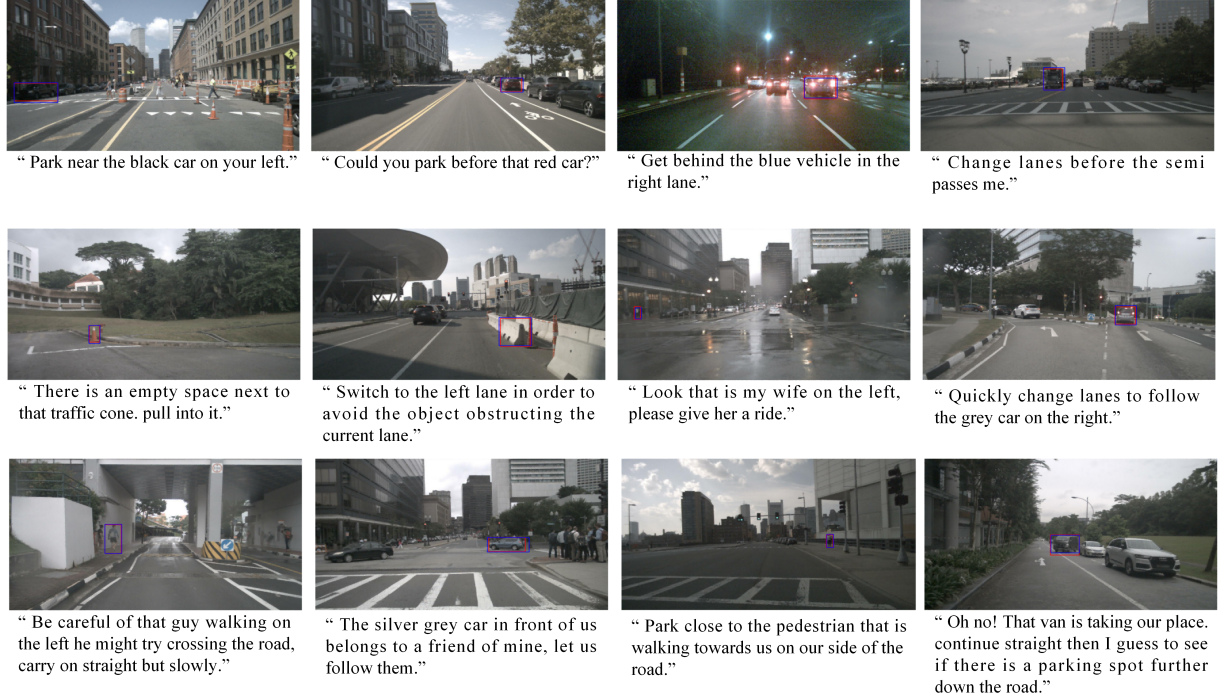 “ Park near the black car on your left.”
“ Could you park before that red car?”
“ Get behind the blue vehicle in the
right lane.”
“ Change lanes before the semi
passes me.”
“ There is an empty space next to
that traffic cone. pull into it.”
“ Switch to the left lane in order to
avoid the object obstructing the
current lane.”
“ Look that is my wife on the left,
please give her a ride.”
“ Quickly change lanes to follow
the grey car on the right.”
“ Be careful of that guy walking on
the left he might try crossing the road,
carry on straight but slowly.”
“ The silver grey car in front of us
belongs to a friend of mine, let us
follow them.”
“ Park close to the pedestrian that is
walking towards us on our side of the
road.”
“ Oh no! That van is taking our place.
continue straight then I guess to see
if there is a parking spot further
down the road.”